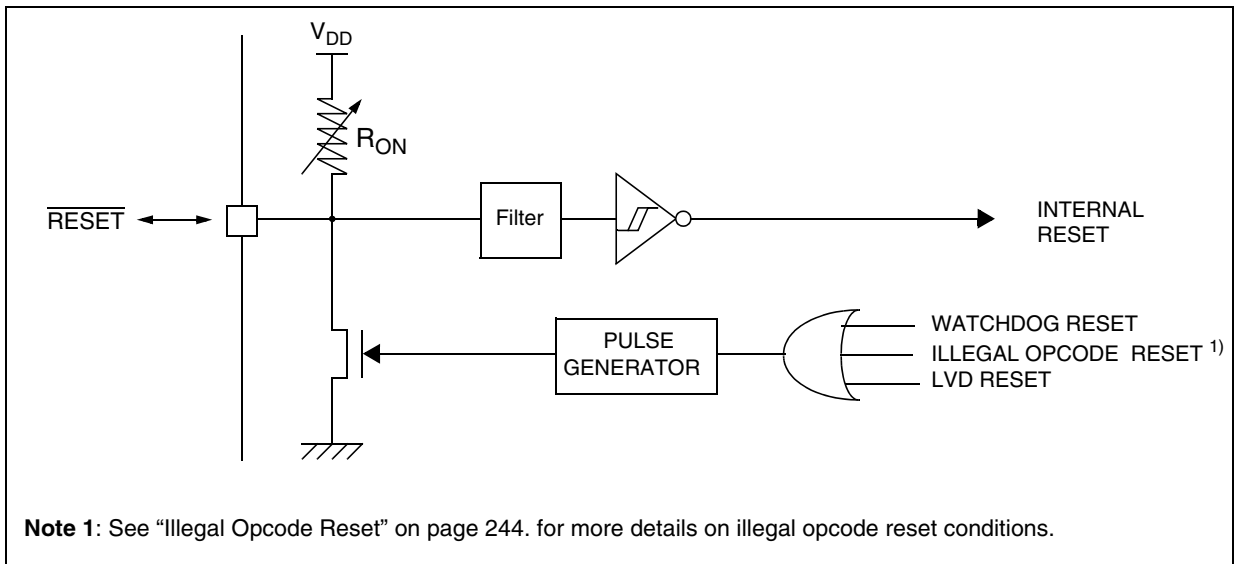 V_DD
R_ON
RESET
Filter
INTERNAL
RESET
PULSE
GENERATOR
WATCHDOG RESET
ILLEGAL OPCODE RESET 1)
LVD RESET
Note 1: See “Illegal Opcode Reset” on page 244. for more details on illegal opcode reset conditions.